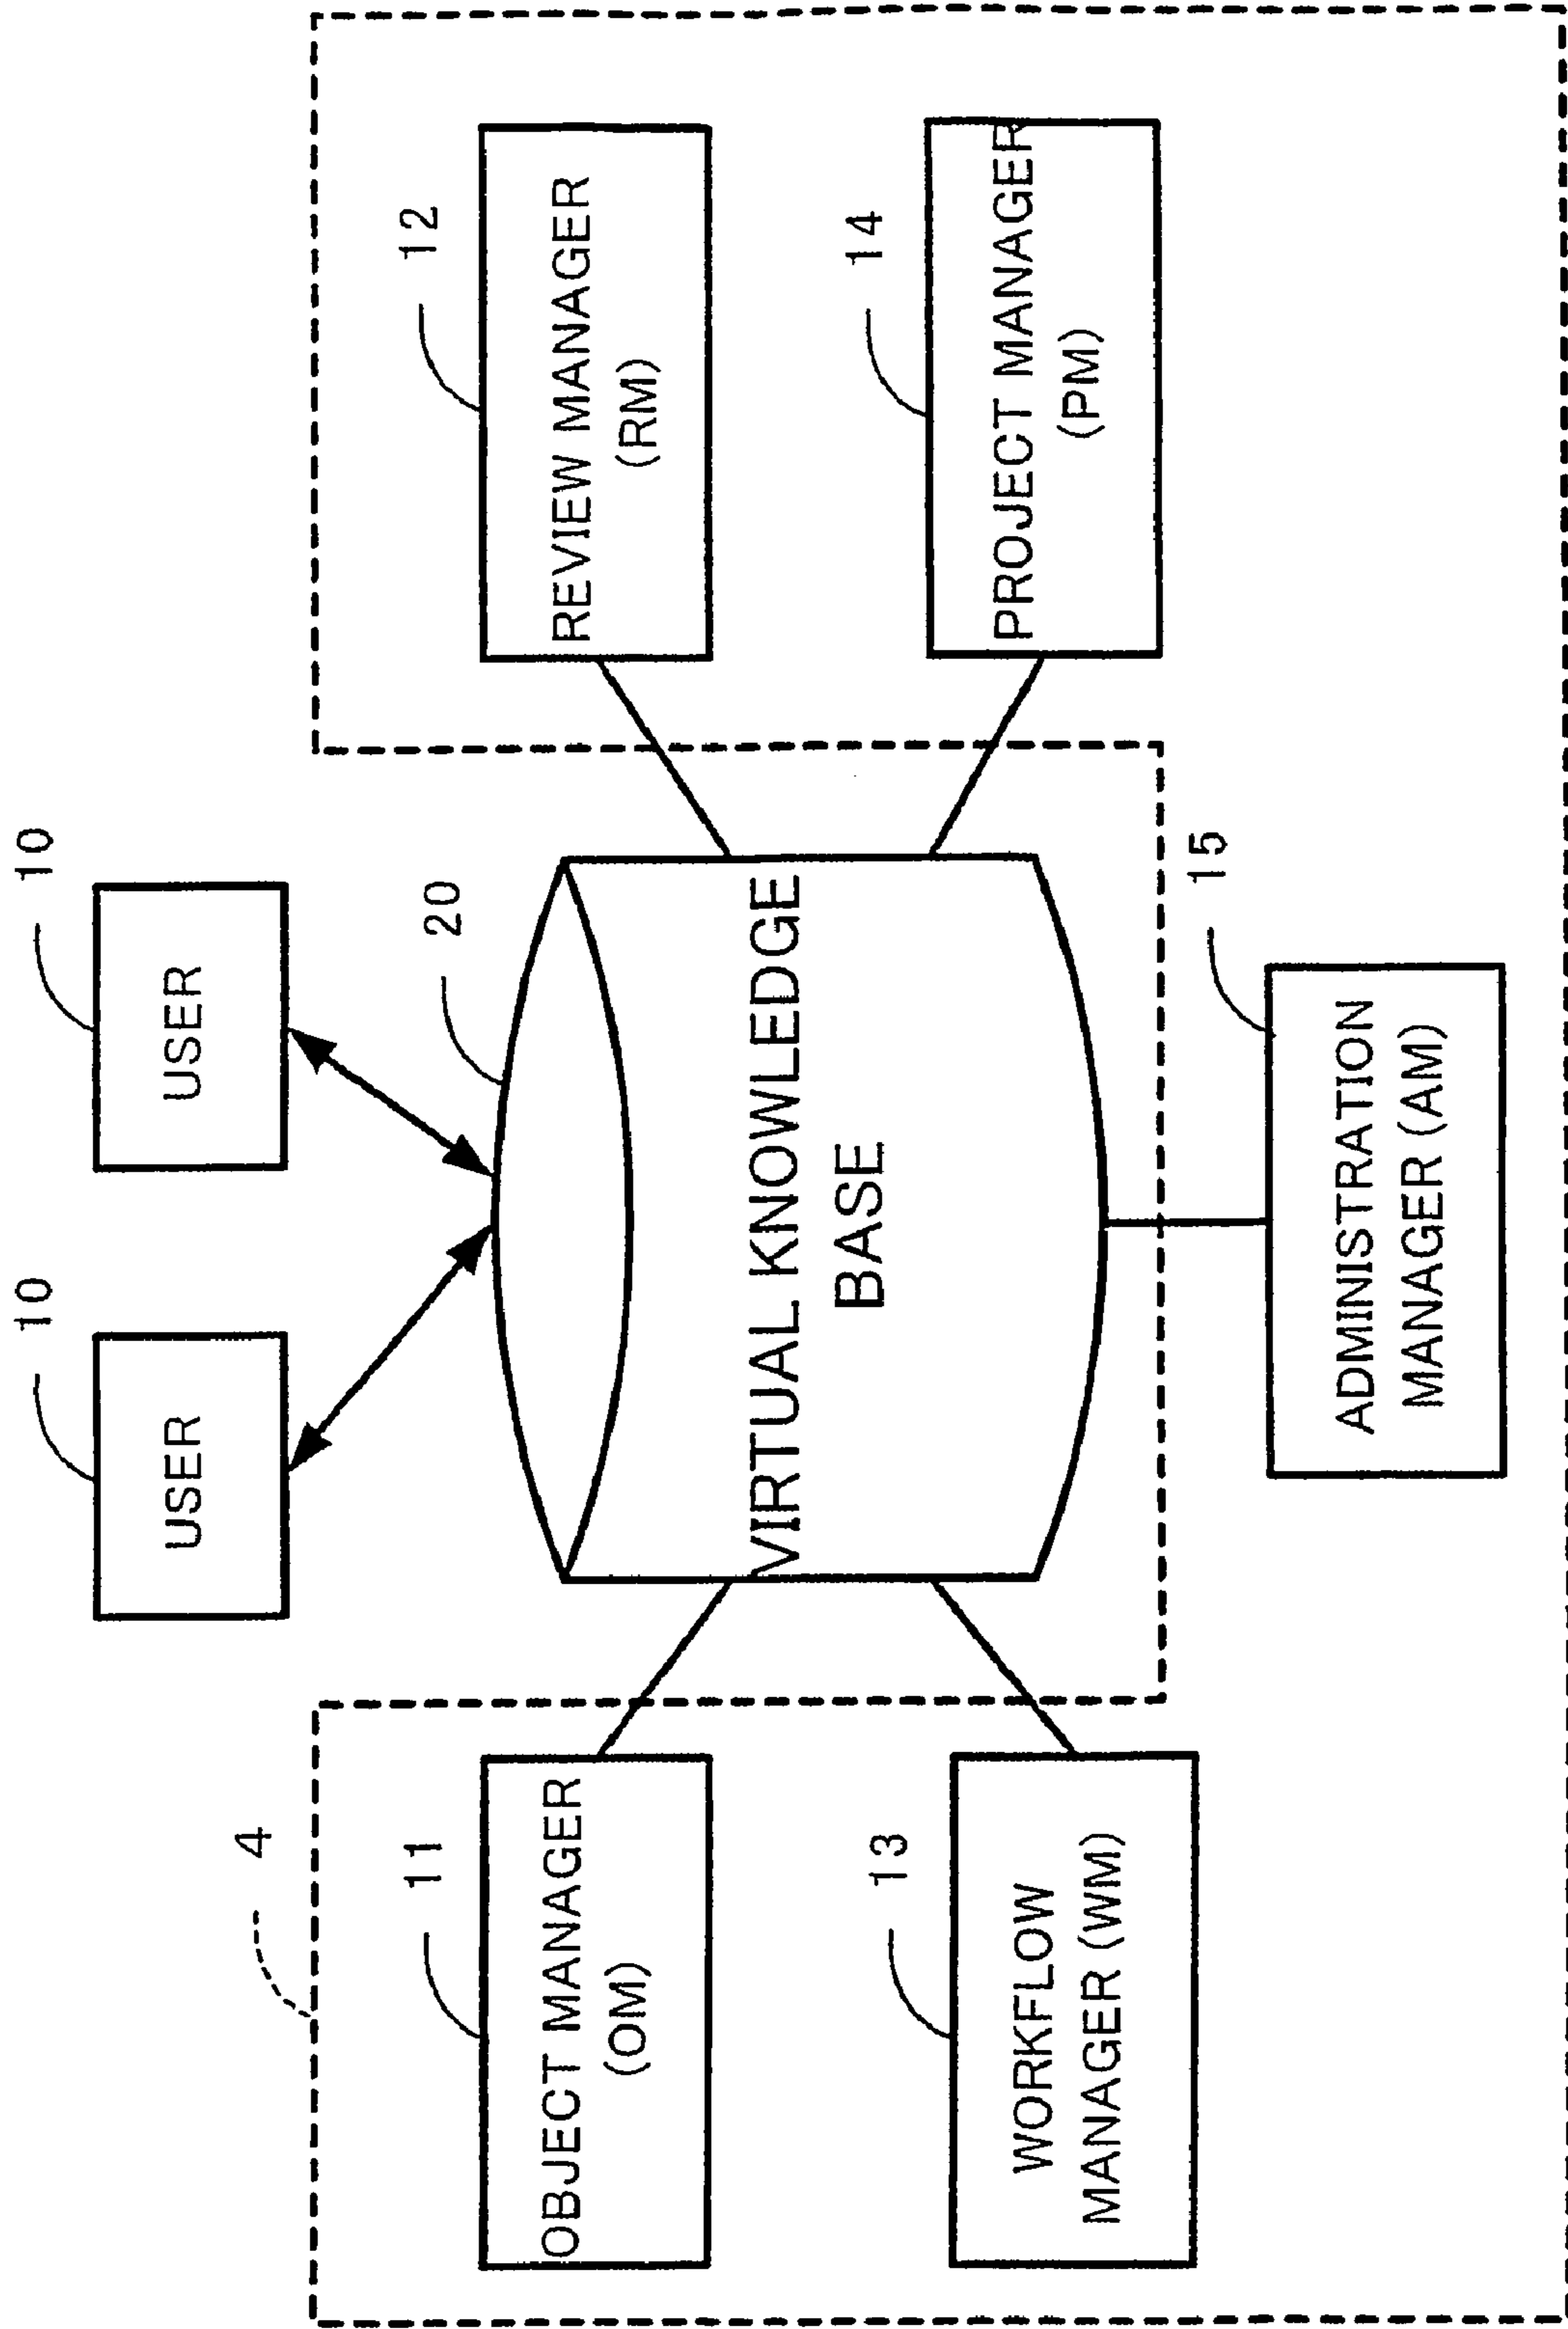 10
USER
10
USER
4
20
11
OBJECT MANAGER
(OM)
12
REVIEW MANAGER
(RM)
VIRTUAL KNOWLEDGE
BASE
13
WORKFLOW
MANAGER (WM)
14
PROJECT MANAGER
(PM)
15
ADMINISTRATION
MANAGER (AM)